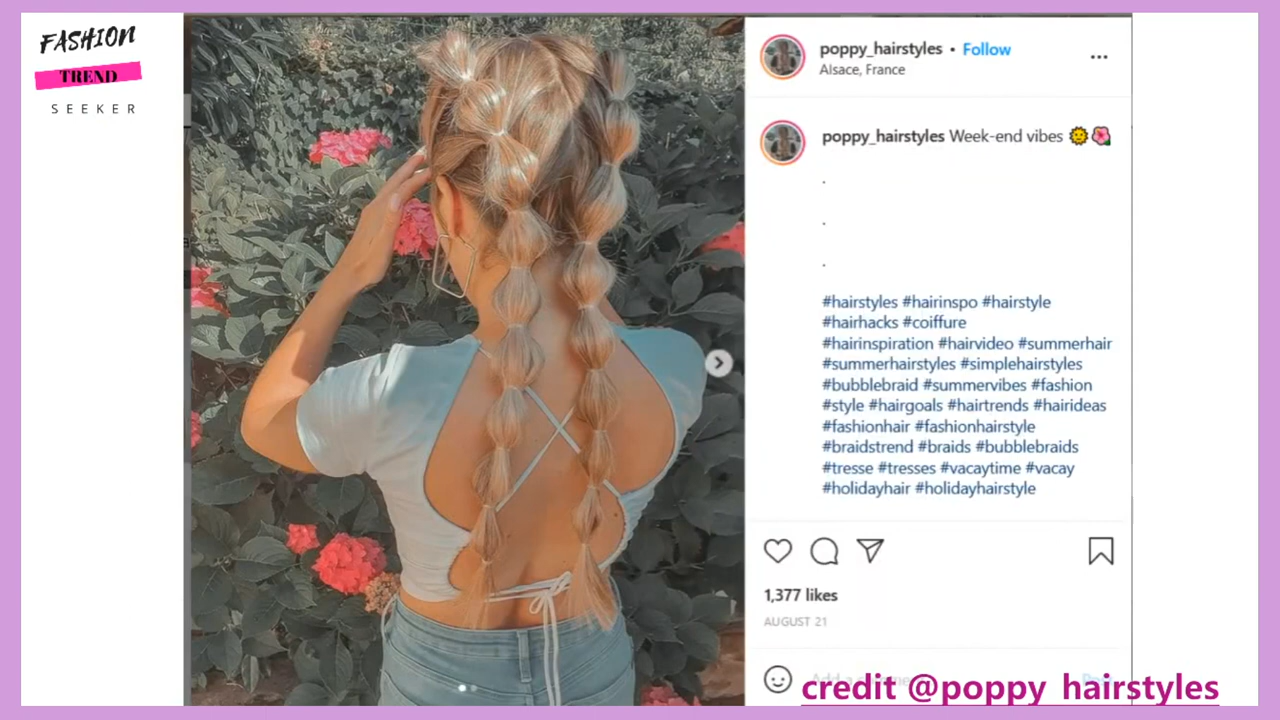 FASHION
TREND
SEEKER
poppy_hairstyles • Follow
Alsace, France
poppy_hairstyles Week-end vibes 🌞🌺
.
.
.
#hairstyles #hairinspo #hairstyle
#hairhacks #coiffure
#hairinspiration #hairvideo #summerhair
#summerhairstyles #simplehairstyles
#bubblebraid #summervibes #fashion
#style #hairgoals #hairtrends #hairideas
#fashionhair #fashionhairstyle
#braidstrend #braids #bubblebraids
#tresse #tresses #vacaytime #vacay
#holidayhair #holidayhairstyle
1,377 likes
AUGUST 21
credit @poppy_hairstyles